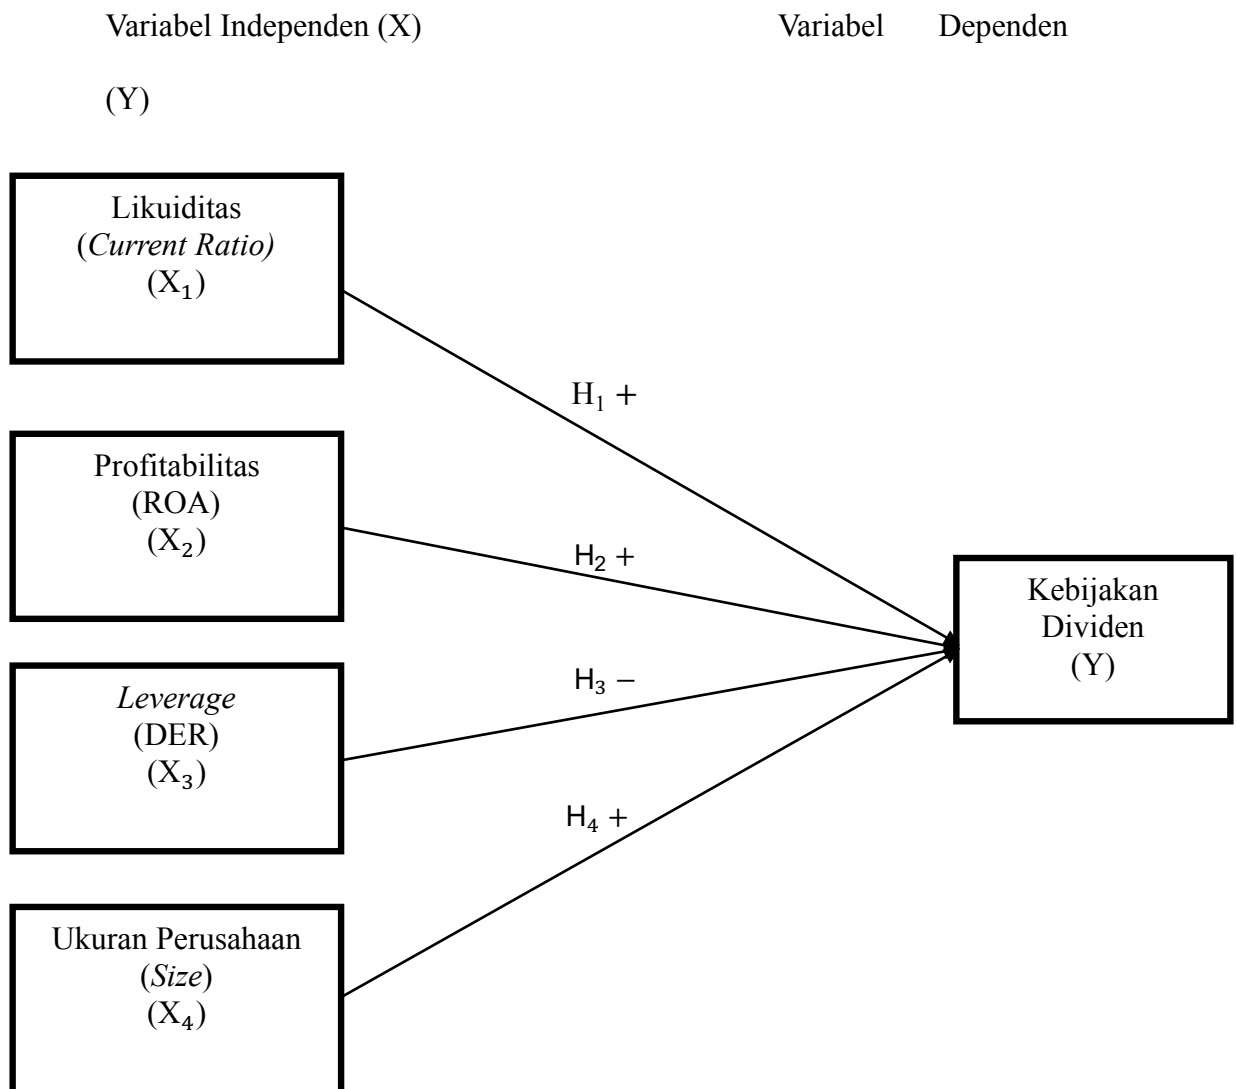 Variabel Independen (X) Variabel Dependen
(Y)
Likuiditas
(Current Ratio)
(X₁)
H₁ +
Profitabilitas
(ROA)
(X₂)
H₂ +
Kebijakan
Dividen
(Y)
Leverage
(DER)
(X₃)
H₃ −
H₄ +
Ukuran Perusahaan
(Size)
(X₄)